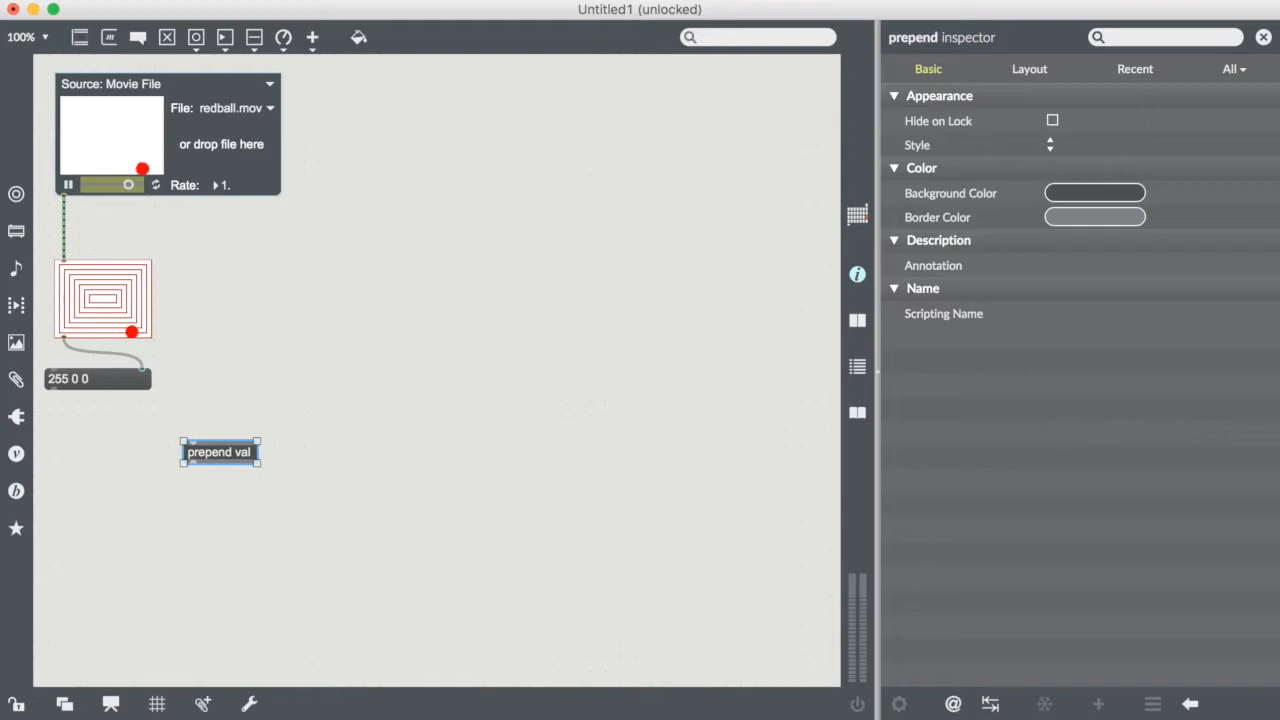 Untitled1 (unlocked)
100%
prepend inspector
Basic Layout Recent All
Source: Movie File
File: redball.mov
or drop file here
Rate: 1.
255 0 0
prepend val
Appearance
Hide on Lock
Style
Color
Background Color
Border Color
Description
Annotation
Name
Scripting Name